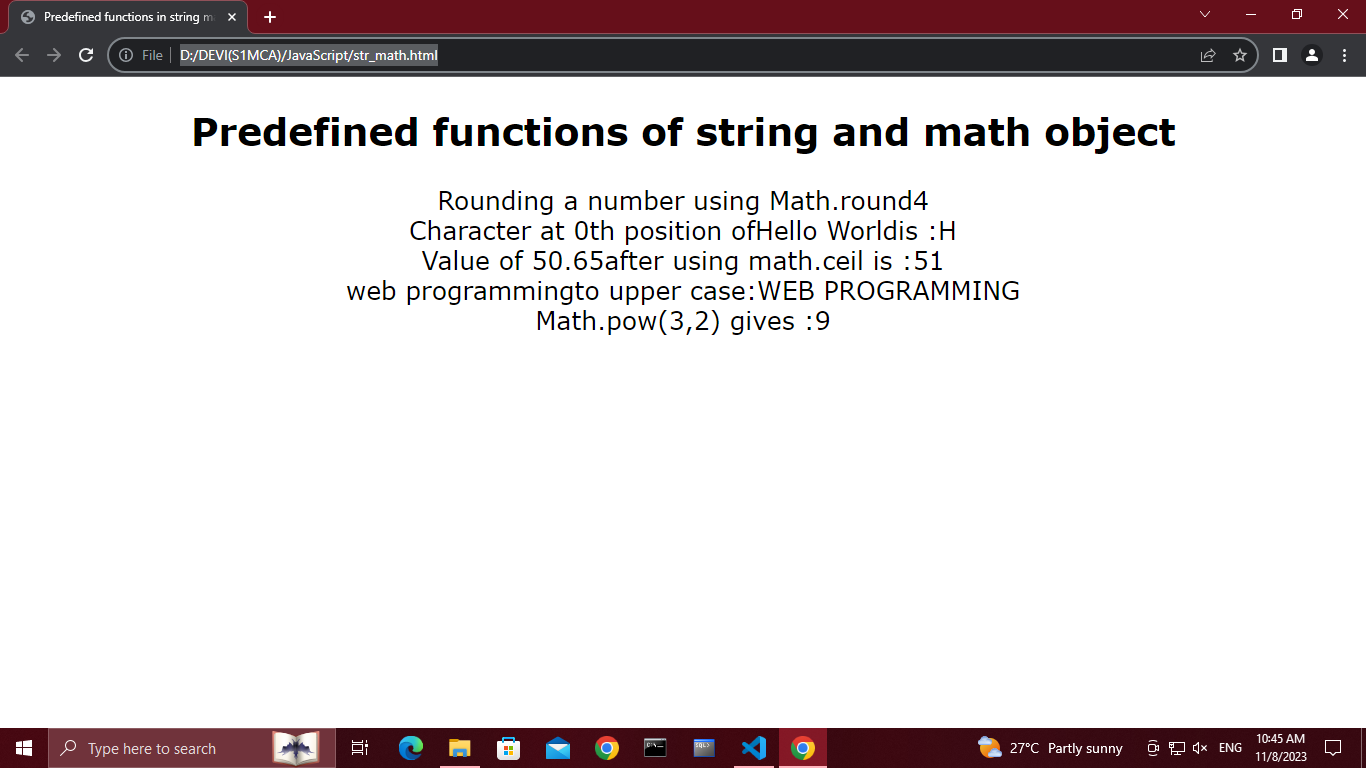 Predefined functions in string m
File D:/DEVI(S1MCA)/JavaScript/str_math.html
Predefined functions of string and math object
Rounding a number using Math.round4
Character at 0th position ofHello Worldis :H
Value of 50.65after using math.ceil is :51
web programmingto upper case:WEB PROGRAMMING
Math.pow(3,2) gives :9
Type here to search
27°C Partly sunny
ENG
10:45 AM
11/8/2023